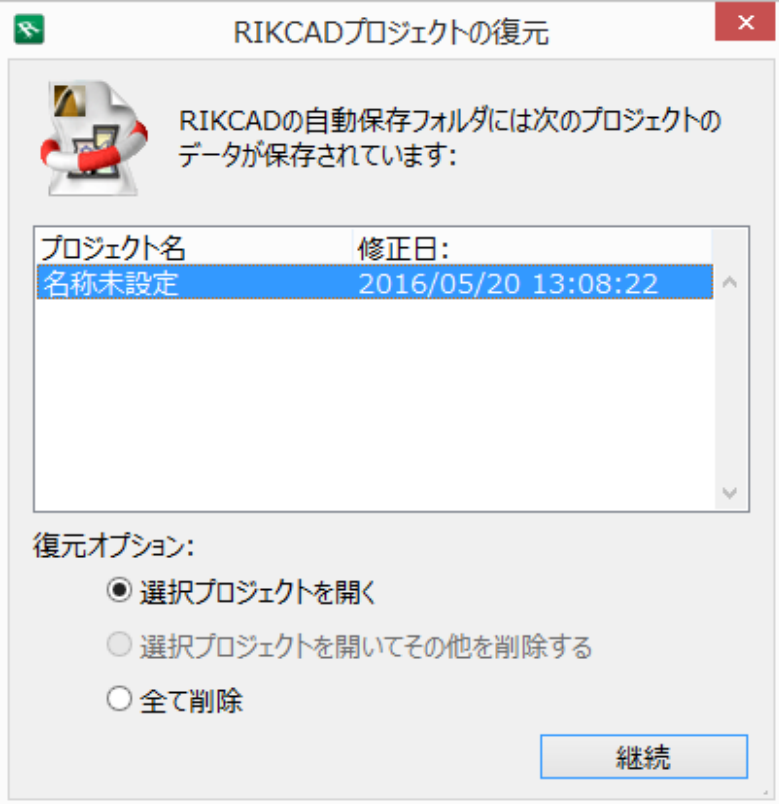 RIKCADプロジェクトの復元
RIKCADの自動保存フォルダには次のプロジェクトの
データが保存されています:
プロジェクト名 修正日:
名称未設定 2016/05/20 13:08:22
復元オプション:
選択プロジェクトを開く
選択プロジェクトを開いてその他を削除する
全て削除
継続